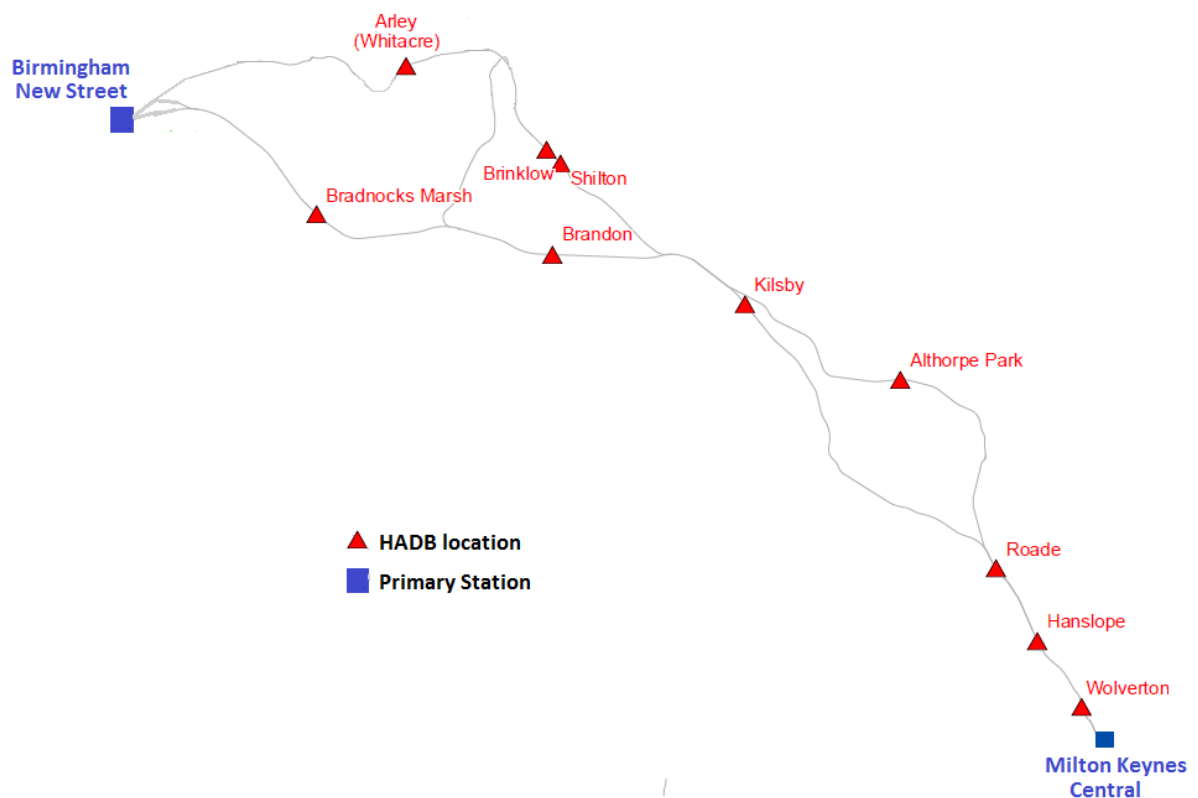 Arley
(Whitacre)
Birmingham
New Street
Brinklow
Shilton
Bradnocks Marsh
Brandon
Kilsby
Althorpe Park
HADB location
Primary Station
Roade
Hanslope
Wolverton
Milton Keynes
Central